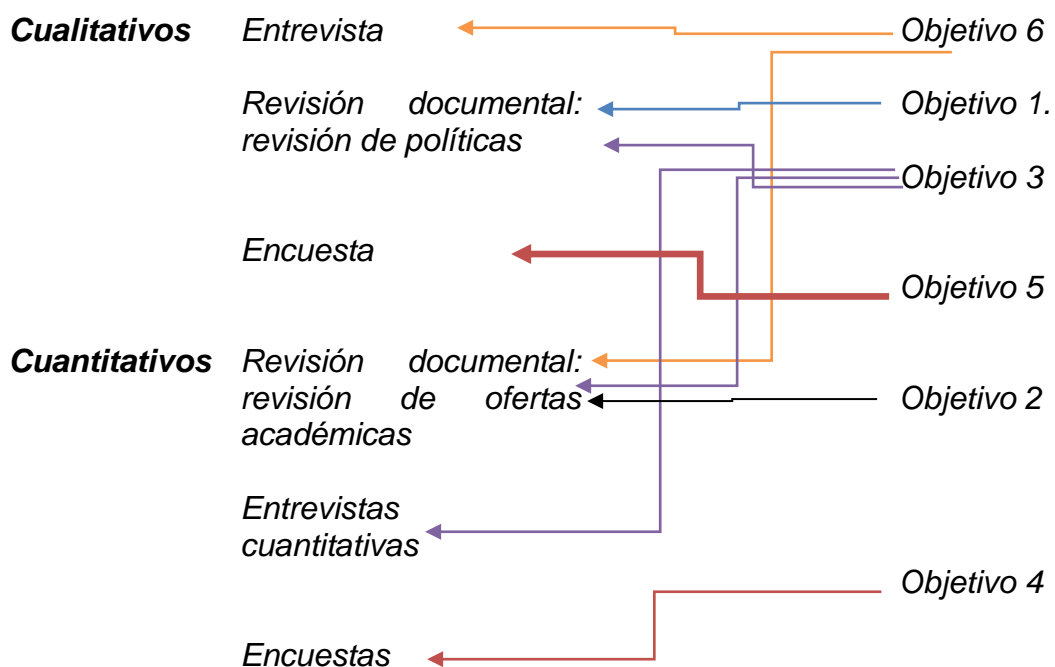 Cualitativos Entrevista Objetivo 6
Revisión documental: Objetivo 1.
revisión de políticas
Objetivo 3
Encuesta
Objetivo 5
Cuantitativos Revisión documental:
revisión de ofertas Objetivo 2
académicas
Entrevistas
cuantitativas
Objetivo 4
Encuestas